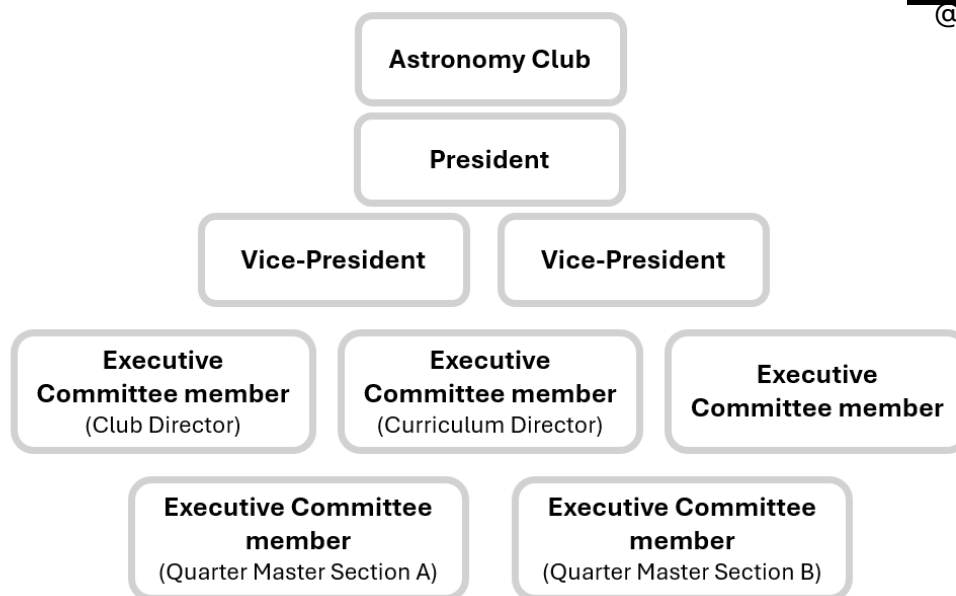 @
Astronomy Club
President
Vice-President
Vice-President
Executive
Committee member
(Club Director)
Executive
Committee member
(Curriculum Director)
Executive
Committee member
Executive Committee
member
(Quarter Master Section A)
Executive Committee
member
(Quarter Master Section B)